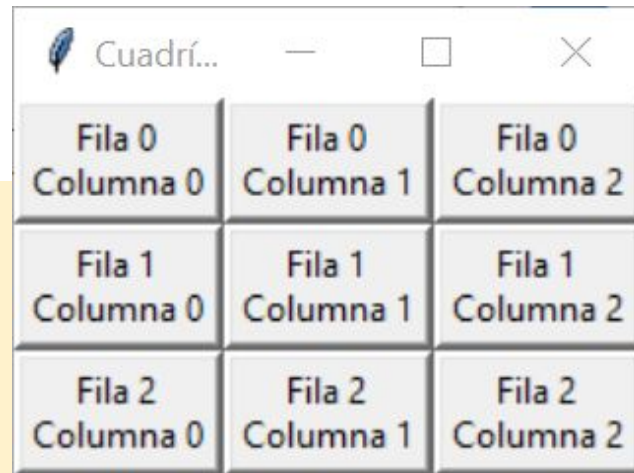 Cuadrí...
Fila 0 Fila 0 Fila 0
Columna 0 Columna 1 Columna 2
Fila 1 Fila 1 Fila 1
Columna 0 Columna 1 Columna 2
Fila 2 Fila 2 Fila 2
Columna 0 Columna 1 Columna 2